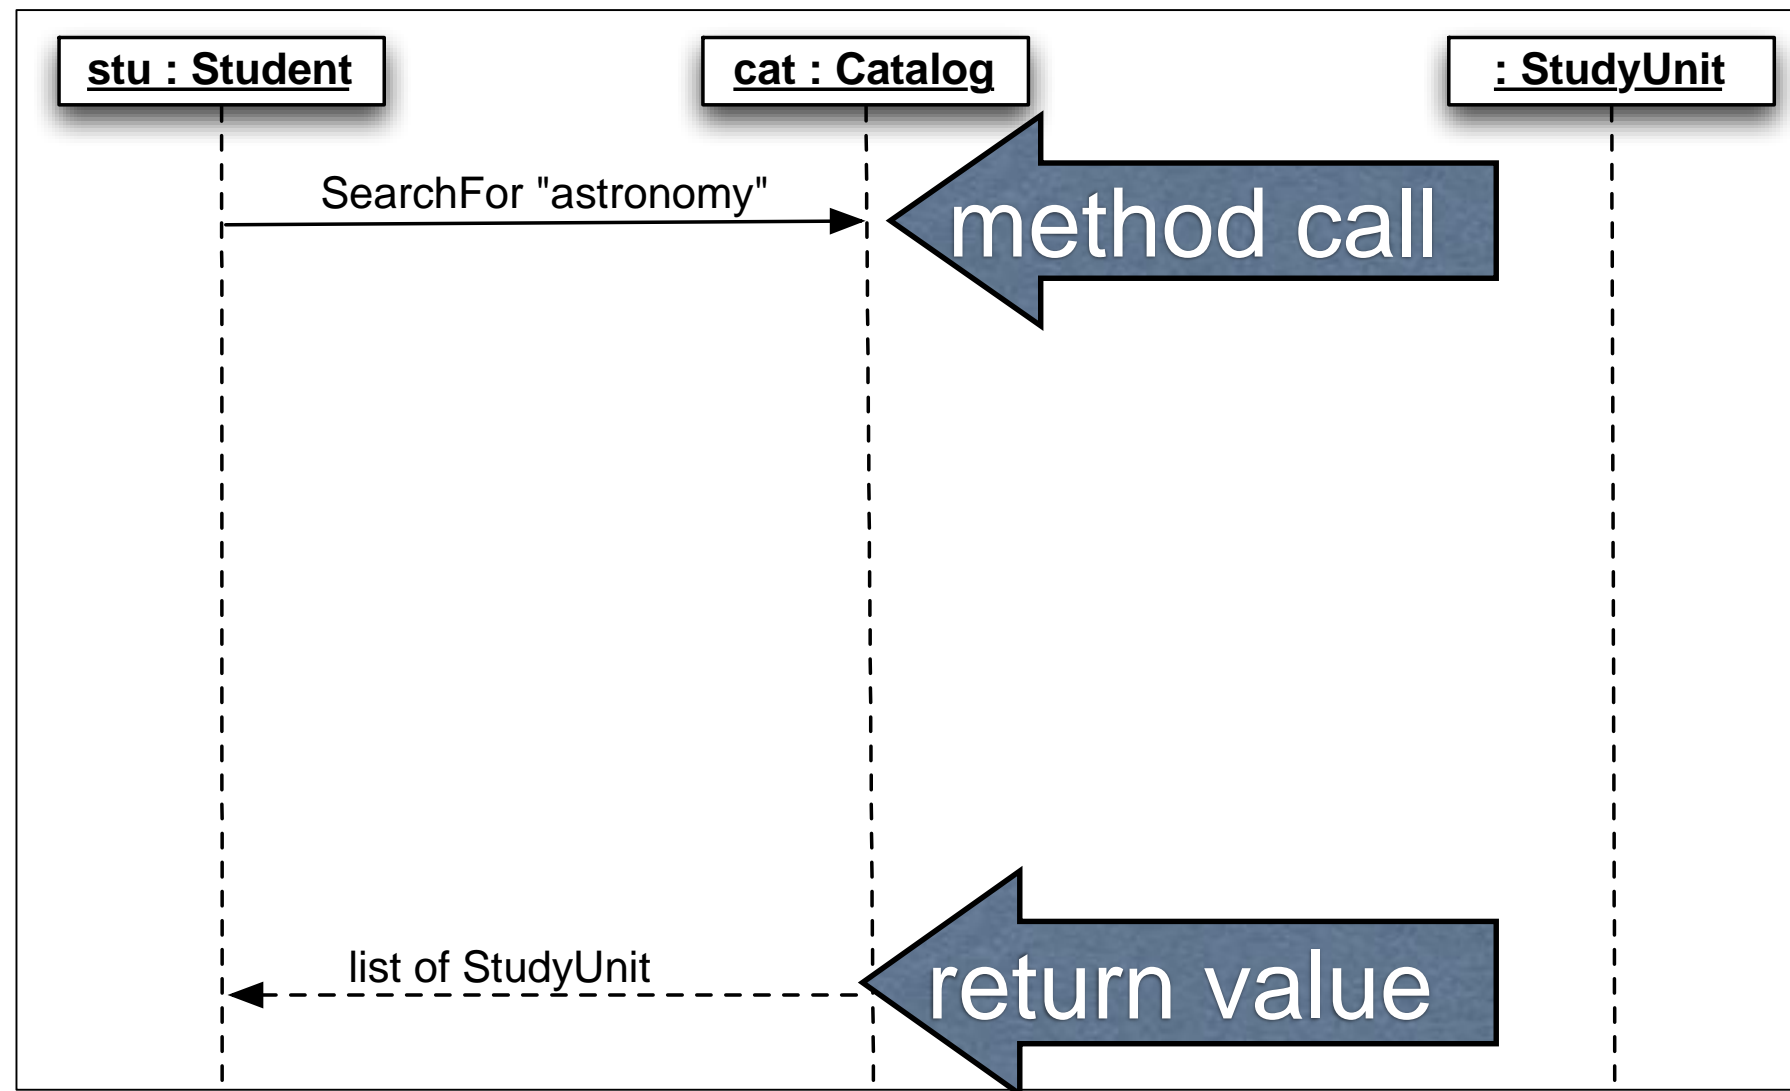 stu : Student
cat : Catalog
: StudyUnit
SearchFor "astronomy"
method call
list of StudyUnit
return value